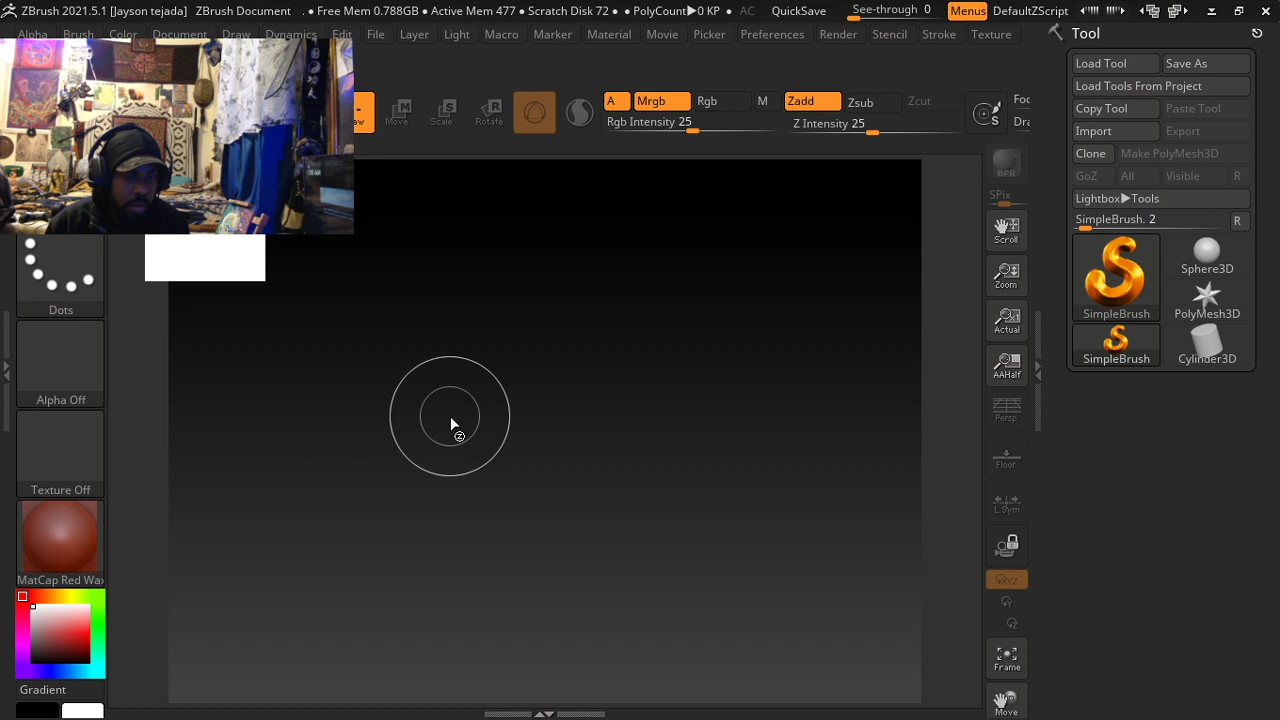 ZBrush 2021.5.1 [Jayson tejada] ZBrush Document . ● Free Mem 0.788GB ● Active Mem 477 ● Scratch Disk 72 ● PolyCount▶0 KP ● AC QuickSave See-through 0 Menus DefaultZScript
Alpha Brush Color Document Draw Dynamics Edit File Layer Light Macro Marker Material Movie Picker Preferences Render Stencil Stroke Texture
Tool
Load Tool Save As
Load Tools From Project
Copy Tool Paste Tool
Import Export
Clone Make PolyMesh3D
GoZ All Visible R
Lightbox▶Tools
SimpleBrush. 2 R
SimpleBrush Sphere3D
PolyMesh3D
SimpleBrush Cylinder3D
Move Scale Rotate
A Mrgb Rgb M Zadd Zsub Zcut
Rgb Intensity 25 Z Intensity 25
Foc
Dra
BPR
SPix
Scroll
Zoom
Actual
AAHalf
Persp
Floor
L.Sym
XYZ
Y
Z
Frame
Move
Dots
Alpha Off
Texture Off
MatCap Red Wax
Gradient